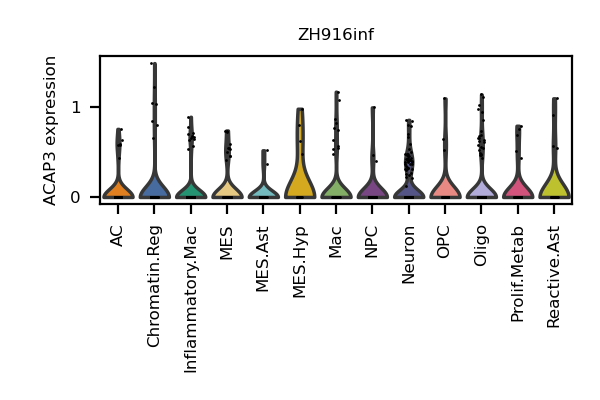 ZH916inf
ACAP3 expression
1
0
AC
Chromatin.Reg
Inflammatory.Mac
MES
MES.Ast
MES.Hyp
Mac
NPC
Neuron
OPC
Oligo
Prolif.Metab
Reactive.Ast